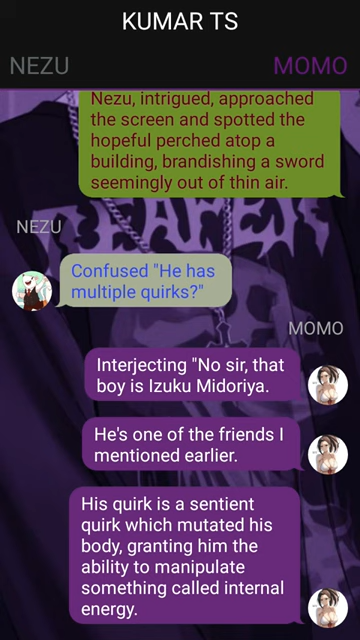 KUMAR TS
NEZU
MOMO
Nezu, intrigued, approached
the screen and spotted the
hopeful perched atop a
building, brandishing a sword
seemingly out of thin air.
NEZU
Confused "He has
multiple quirks?"
MOMO
Interjecting "No sir, that
boy is Izuku Midoriya.
He's one of the friends I
mentioned earlier.
His quirk is a sentient
quirk which mutated his
body, granting him the
ability to manipulate
something called internal
energy.